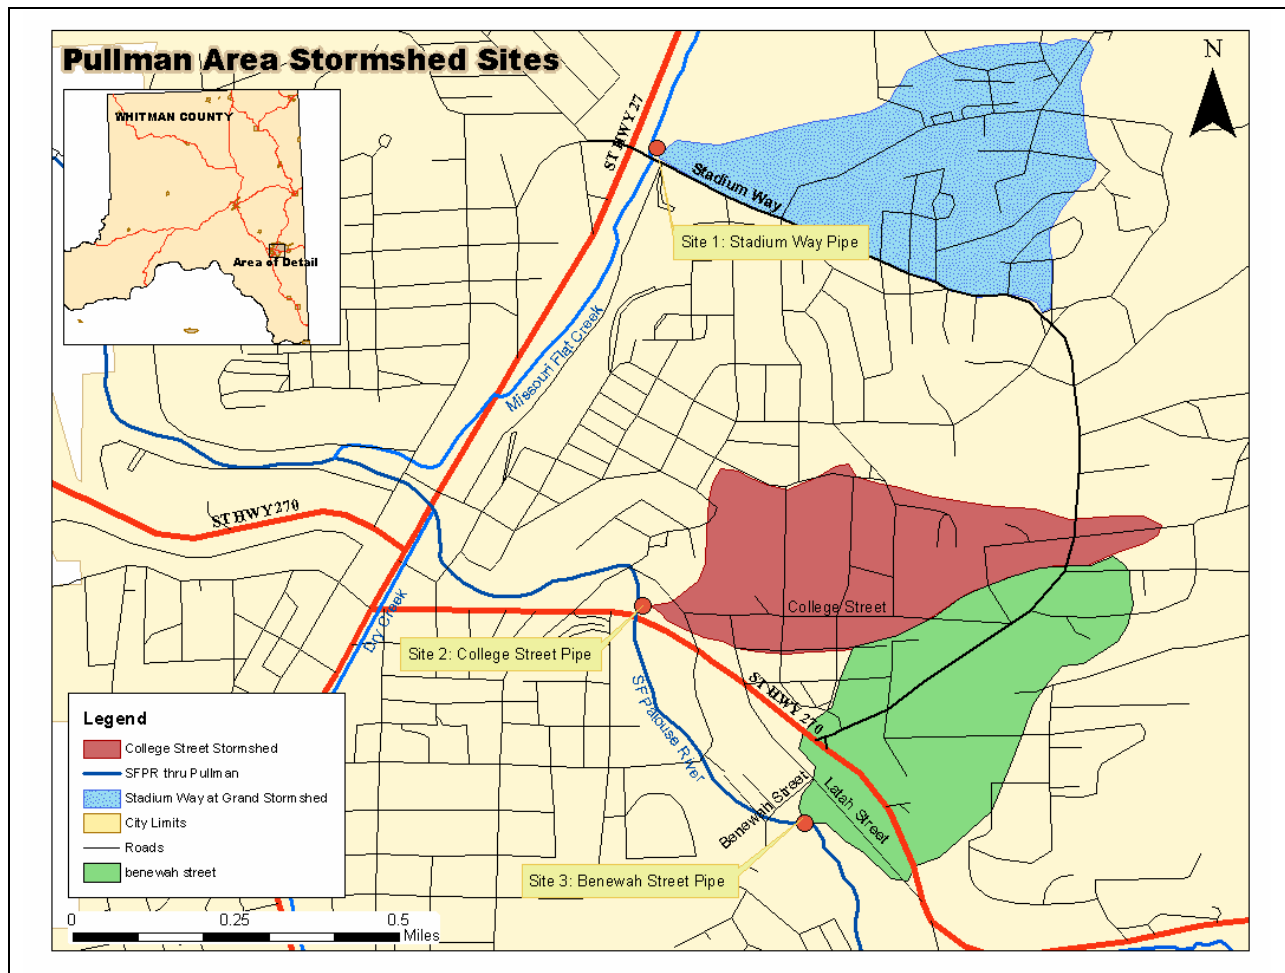 Pullman Area Stormshed Sites
N
WHITMAN COUNTY
Area of Detail
ST HWY 27
Stadium Way
Site 1: Stadium Way Pipe
Missouri Flat Creek
ST HWY 270
College Street
Dry Creek
Site 2: College Street Pipe
ST HWY 270
SF Palouse River
Benewah Street
Latah Street
Site 3: Benewah Street Pipe
Legend
College Street Stormshed
SFPR thru Pullman
Stadium Way at Grand Stormshed
City Limits
Roads
benewah street
0 0.25 0.5
Miles